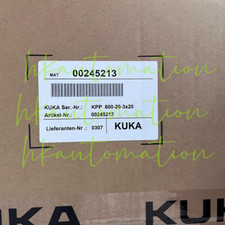 MAT 00245213
KUKA Ser.-Nr.: KPP 600-20-3x20
Artikel-Nr.: 00245213
Lieferanten-Nr.: 0307 KUKA
hkautomation
hkautomation
hkautomation
KUKA KUK